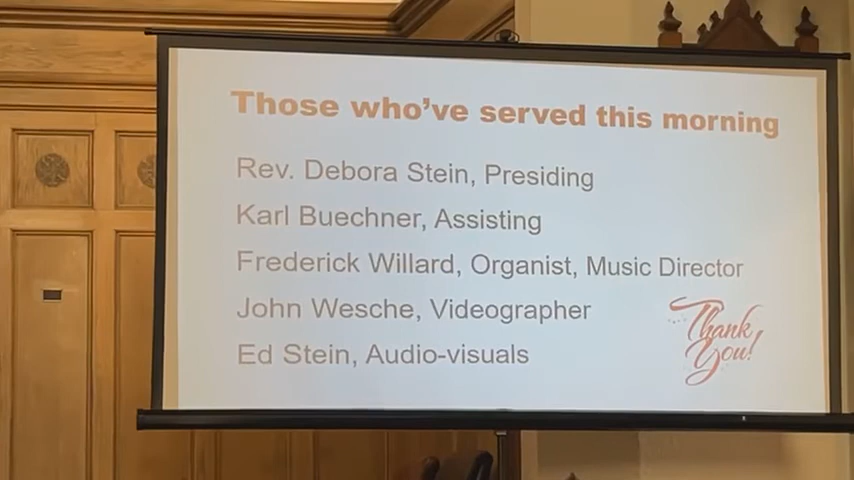 Those who've served this morning
Rev. Debora Stein, Presiding
Karl Buechner, Assisting
Frederick Willard, Organist, Music Director
John Wesche, Videographer
Ed Stein, Audio-visuals
Thank
You!